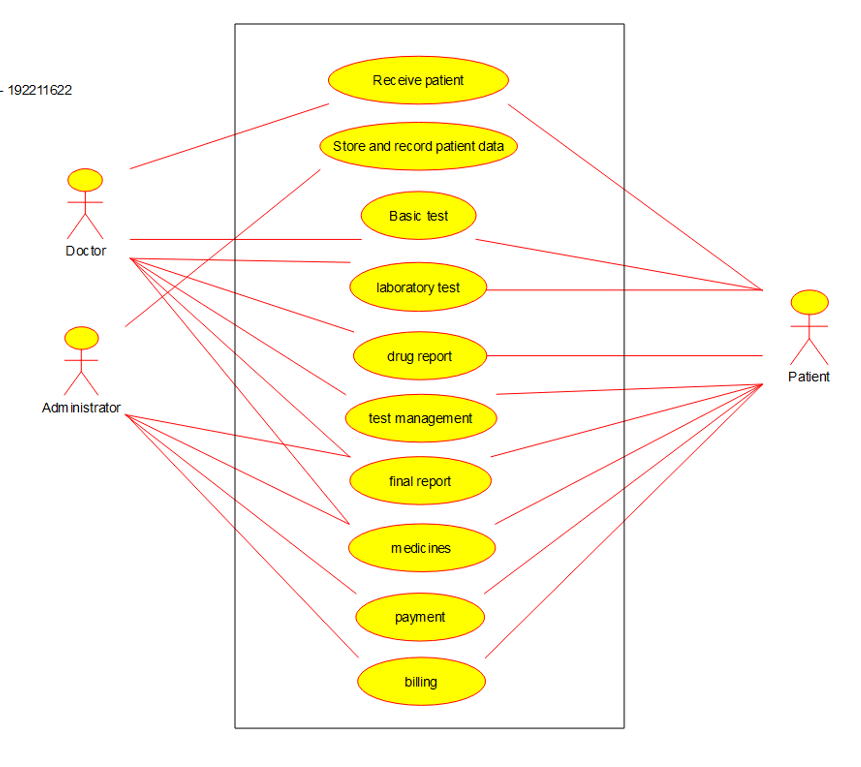 Receive patient
- 192211622
Store and record patient data
Basic test
Doctor
laboratory test
drug report
Patient
Administrator
test management
final report
medicines
payment
billing